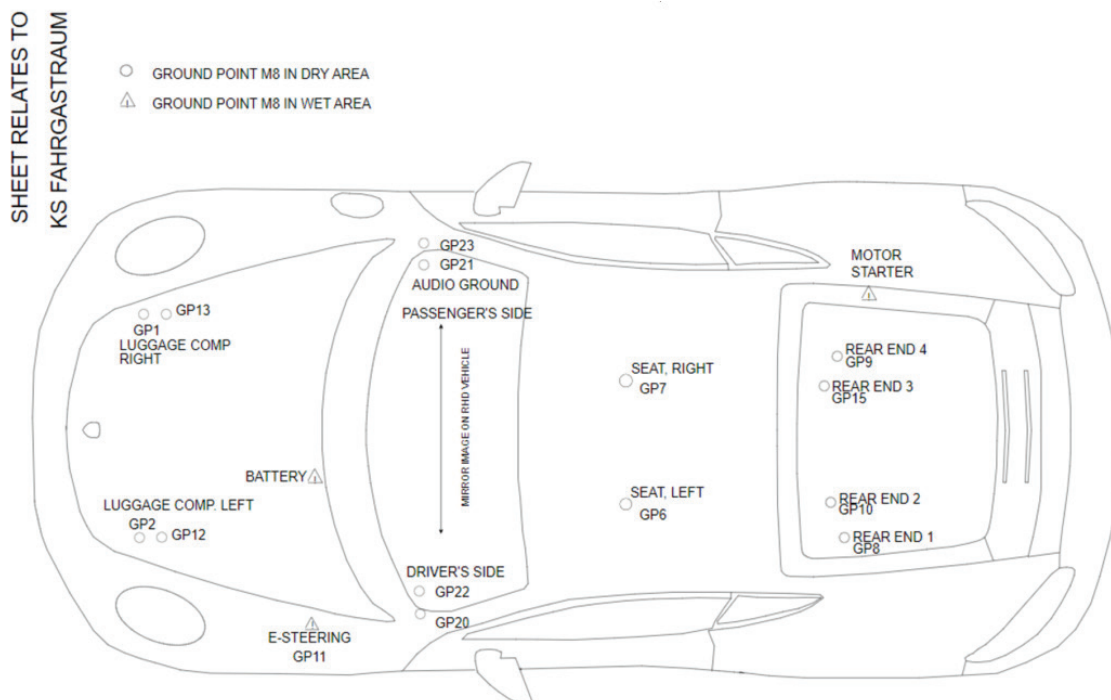 SHEET RELATES TO
KS FAHRGASTRAUM
GROUND POINT M8 IN DRY AREA
GROUND POINT M8 IN WET AREA
GP23
GP21
AUDIO GROUND
PASSENGER'S SIDE
MOTOR
STARTER
GP13
GP1
LUGGAGE COMP
RIGHT
MIRROR IMAGE ON RHD VEHICLE
SEAT, RIGHT
GP7
REAR END 4
GP9
REAR END 3
GP15
BATTERY
LUGGAGE COMP. LEFT
GP2
GP12
SEAT, LEFT
GP6
REAR END 2
GP10
REAR END 1
GP8
DRIVER'S SIDE
GP22
GP20
E-STEERING
GP11